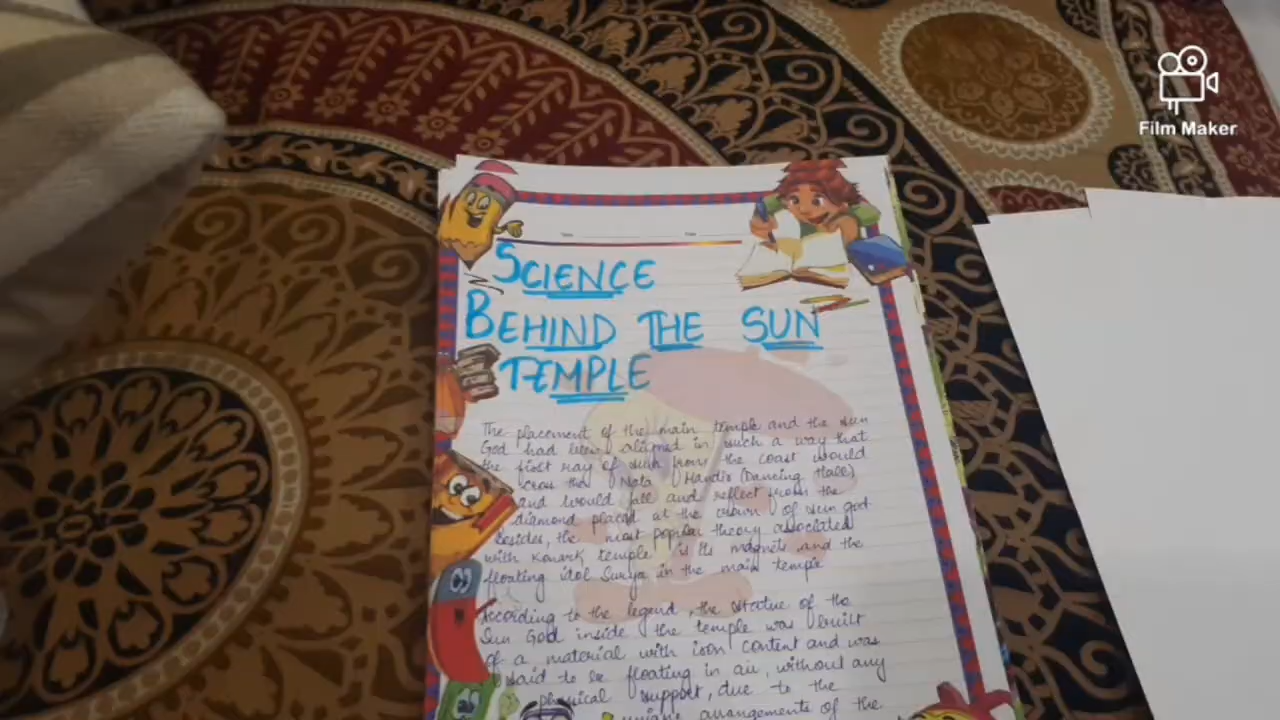 Film Maker
SCIENCE
BEHIND THE SUN
TEMPLE
The placement of the main temple and the sun
God had been aligned in such a way that
the first ray of sun from the coast would
cross the Nata Mandir (Dancing Hall)
and would fall and reflect from the
diamond placed at the crown of sun god
Besides, the most popular theory associated
with Konark temple is its magnets and the
floating idol Surya in the main temple
According to the legend, the statue of the
Sun God inside the temple was built
of a material with iron content and was
said to be floating in air, without any
physical support, due to the
unique arrangements of the